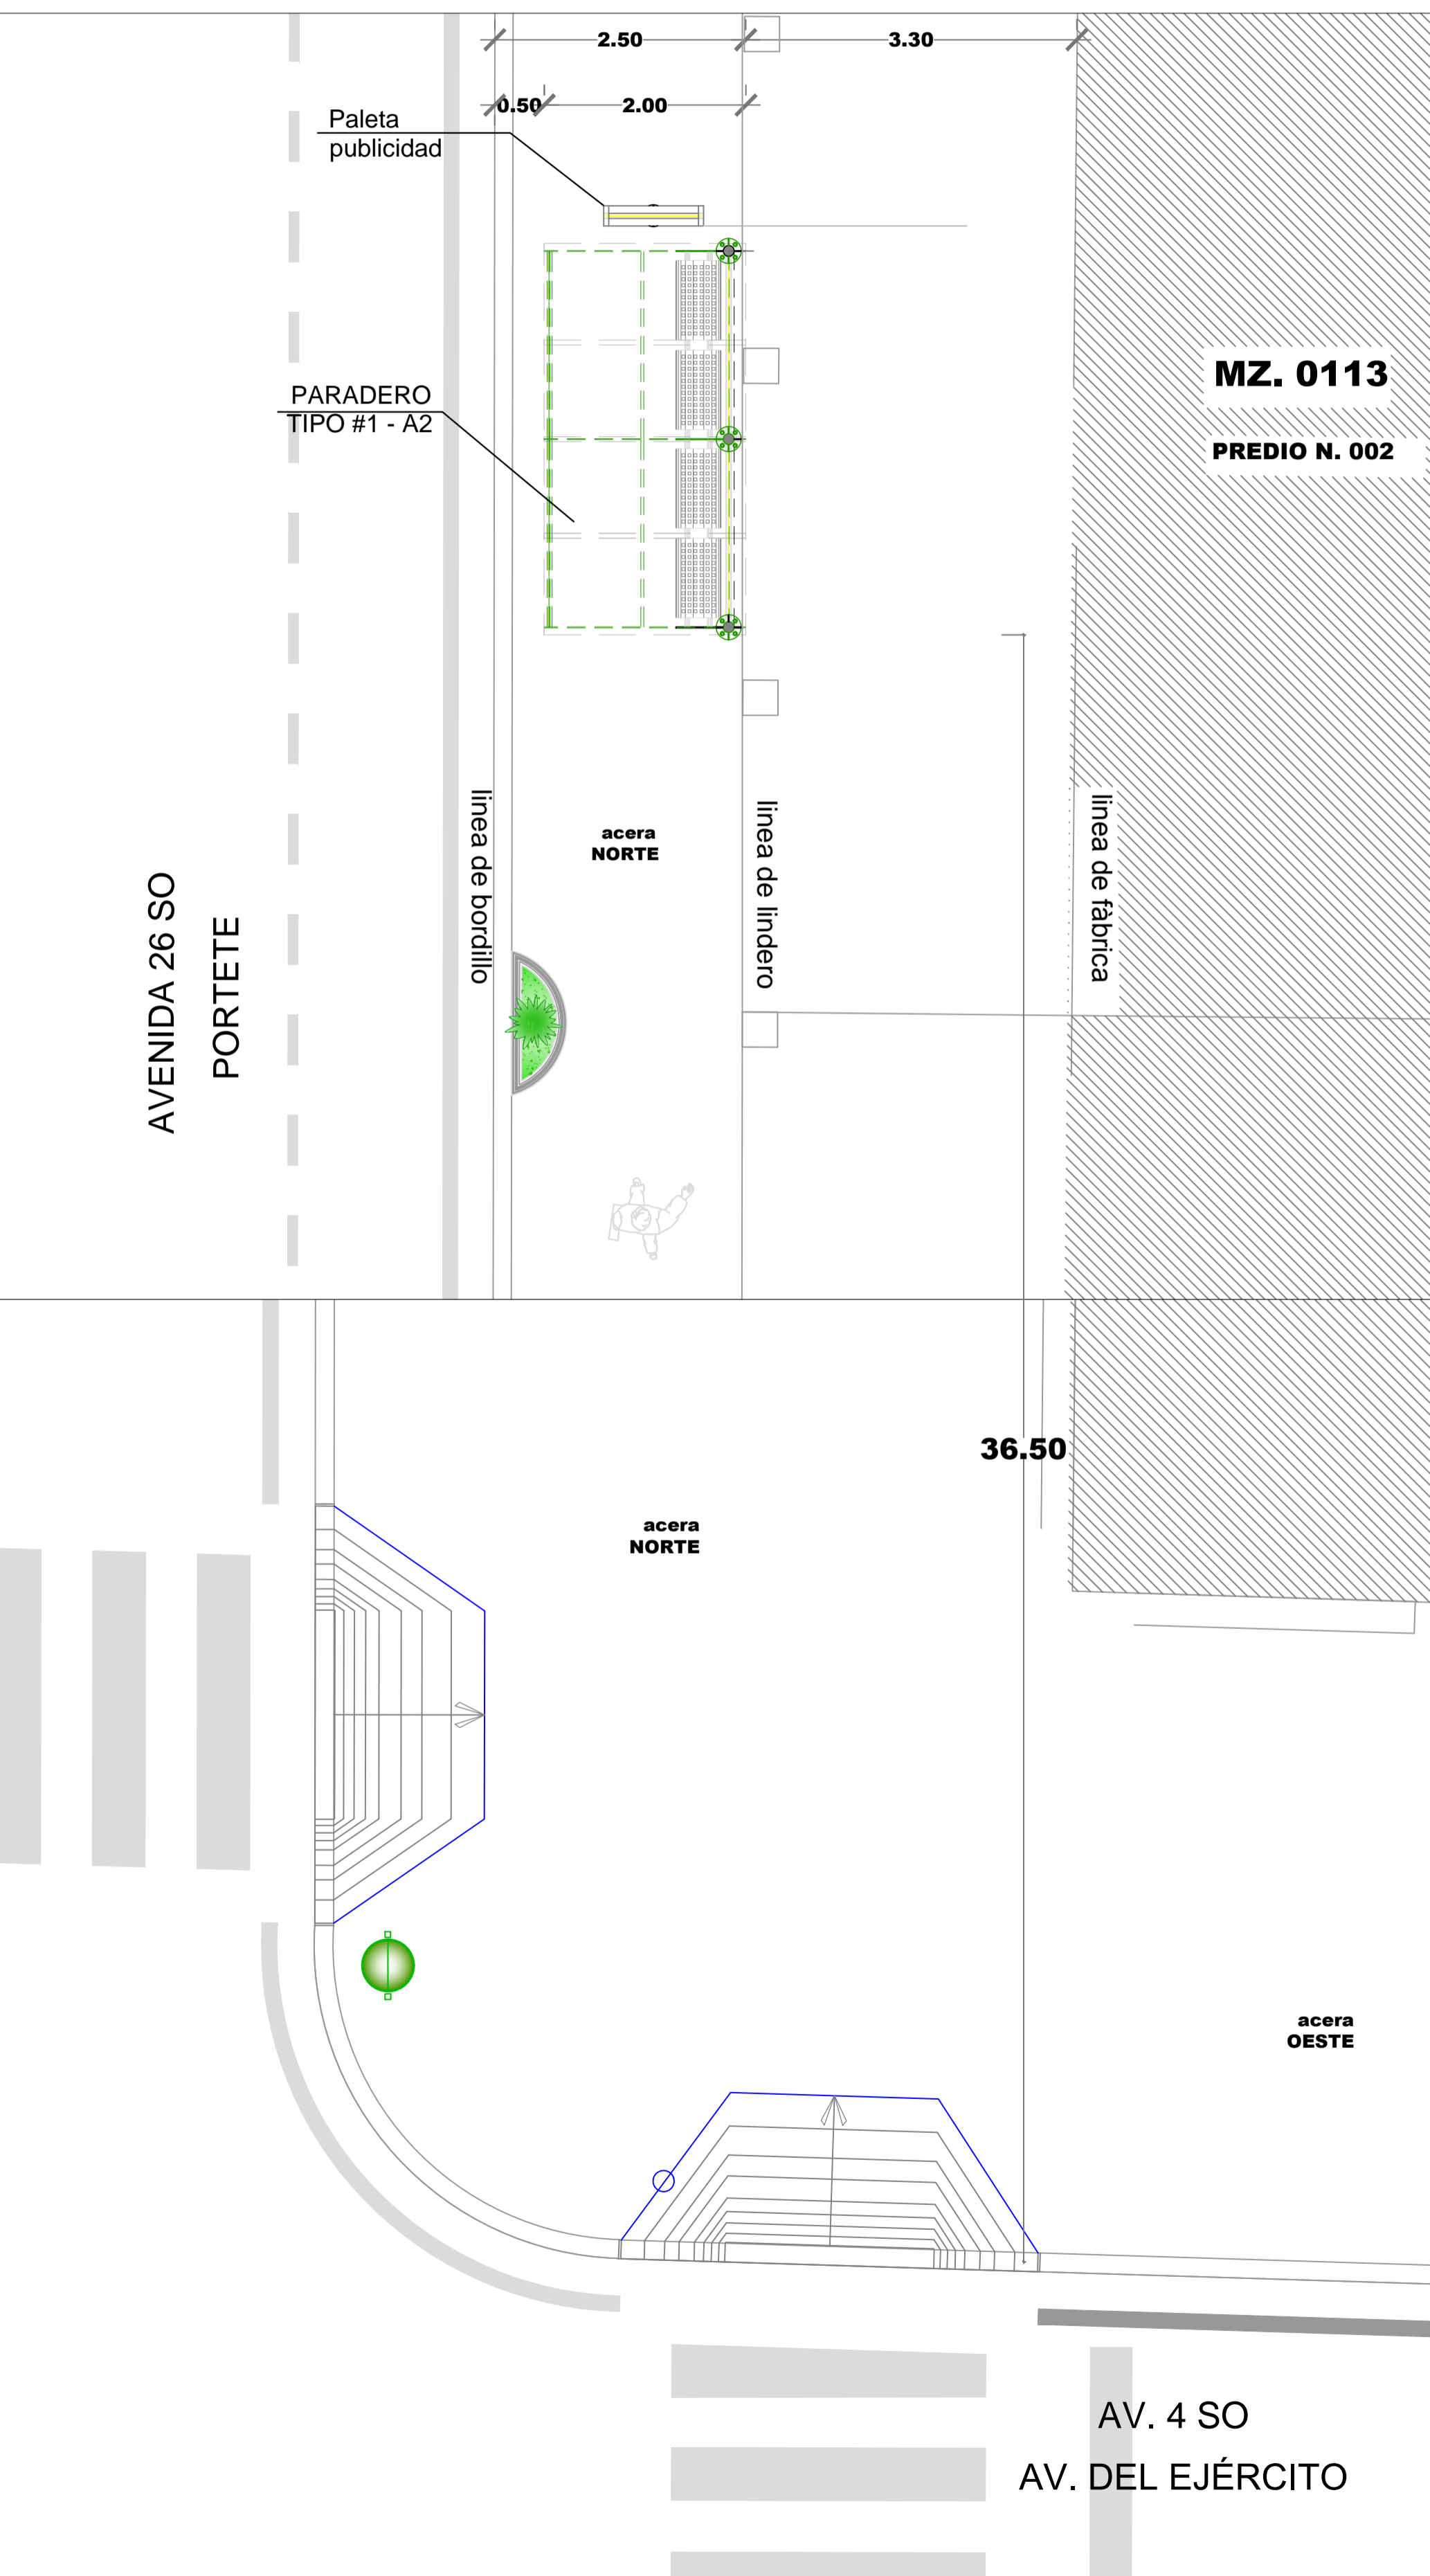 2.50
3.30
0.50
2.00
Paleta
publicidad
MZ. 0113
PARADERO
TIPO #1 - A2
PREDIO N. 002
linea de bordillo
acera
NORTE
linea de lindero
linea de fàbrica
AVENIDA 26 SO
PORTETE
36.50
acera
NORTE
acera
OESTE
AV. 4 SO
AV. DEL EJÉRCITO